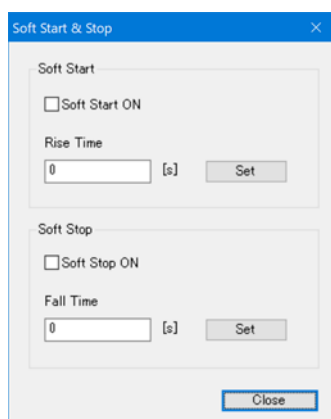 Soft Start & Stop
Soft Start
Soft Start ON
Rise Time
0 [s] Set
Soft Stop
Soft Stop ON
Fall Time
0 [s] Set
Close